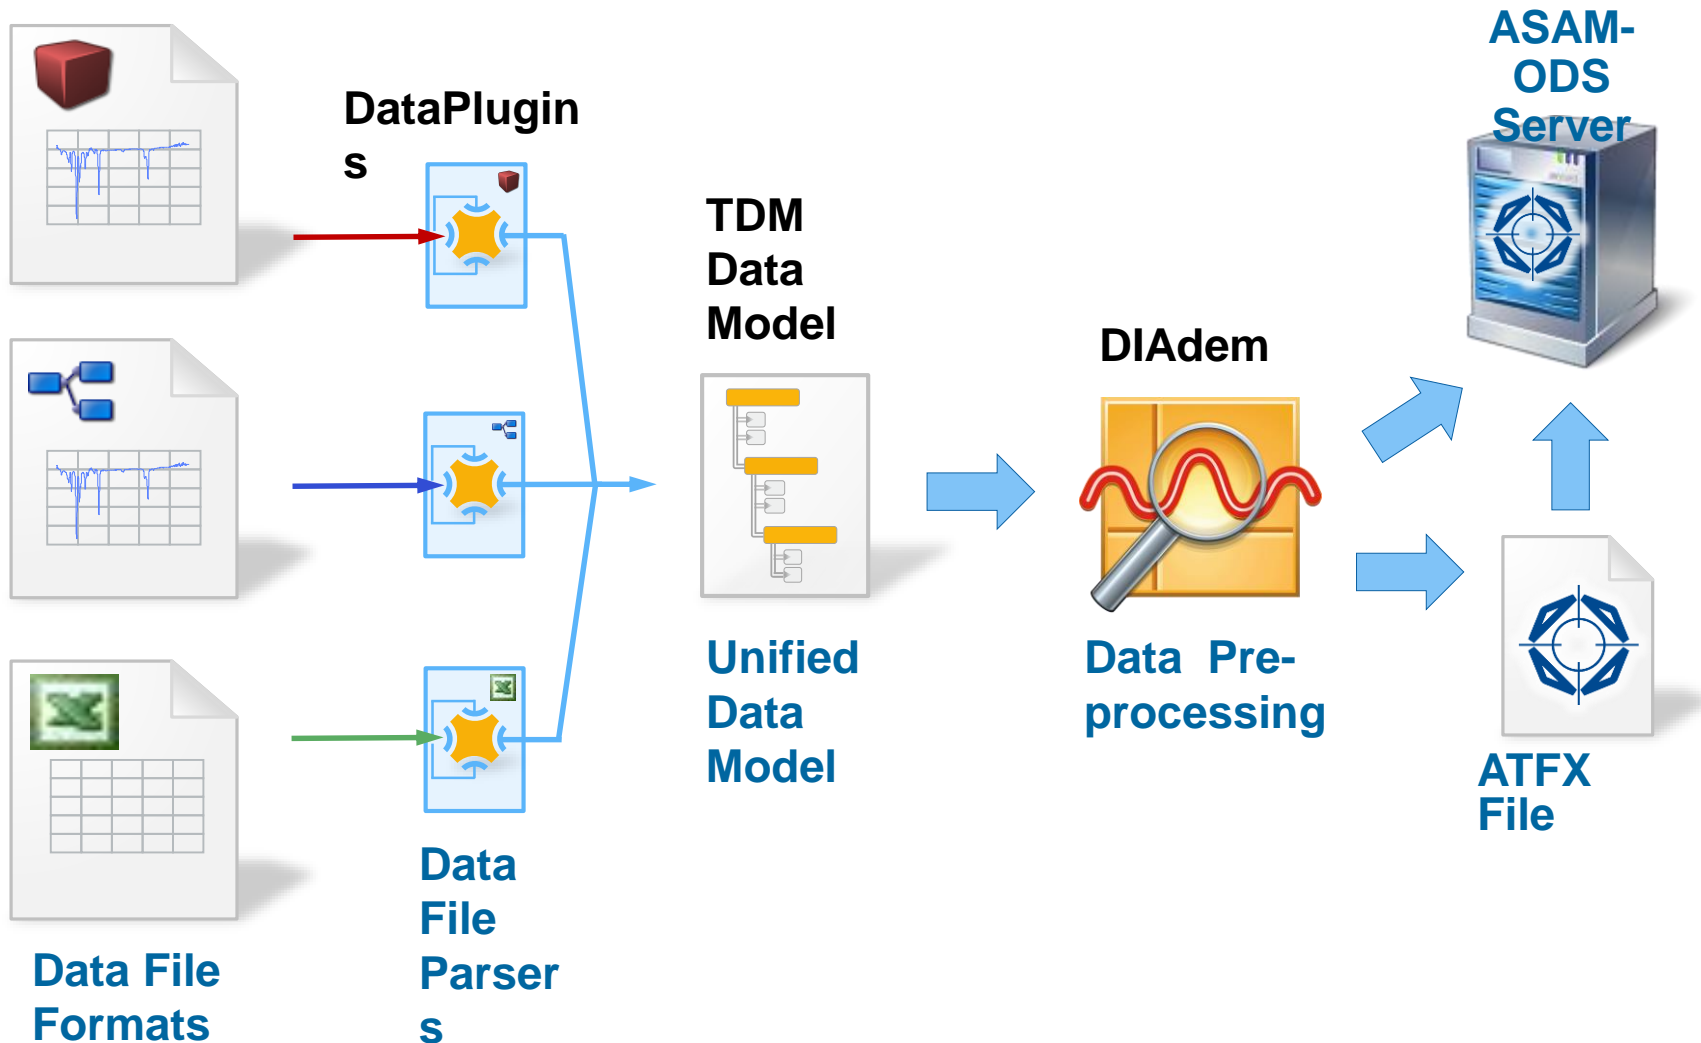 DataPlugin
s
TDM
Data
Model
DIAdem
ASAM-
ODS
Server
Data File
Formats
Data
File
Parser
s
Unified
Data
Model
Data  Pre-
processing
ATFX
File